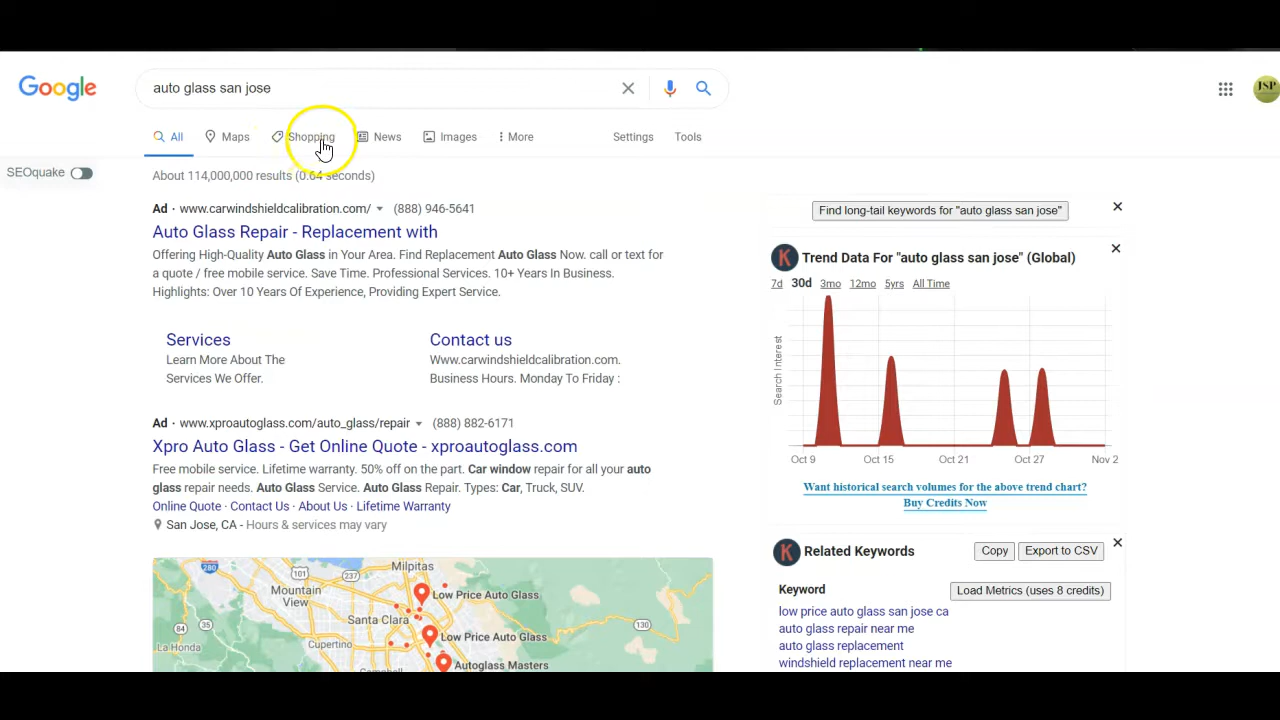 Google
auto glass san jose
JSP
All Maps Shopping News Images More Settings Tools
SEOquake
About 114,000,000 results (0.64 seconds)
Ad · www.carwindshieldcalibration.com/ (888) 946-5641
Auto Glass Repair - Replacement with
Offering High-Quality Auto Glass in Your Area. Find Replacement Auto Glass Now. call or text for
a quote / free mobile service. Save Time. Professional Services. 10+ Years In Business.
Highlights: Over 10 Years Of Experience, Providing Expert Service.
Services
Learn More About The
Services We Offer.
Contact us
Www.carwindshieldcalibration.com.
Business Hours. Monday To Friday :
Ad · www.xproautoglass.com/auto_glass/repair (888) 882-6171
Xpro Auto Glass - Get Online Quote - xproautoglass.com
Free mobile service. Lifetime warranty. 50% off on the part. Car window repair for all your auto
glass repair needs. Auto Glass Service. Auto Glass Repair. Types: Car, Truck, SUV.
Online Quote · Contact Us · About Us · Lifetime Warranty
San Jose, CA - Hours & services may vary
280
101
237
Milpitas
Mountain
View
Low Price Auto Glass
84
35
Santa Clara
130
Cupertino
Low Price Auto Glass
La Honda
Autoglass Masters
Campbell
Find long-tail keywords for "auto glass san jose"
K
Trend Data For "auto glass san jose" (Global)
7d 30d 3mo 12mo 5yrs All Time
Search Interest
Oct 9 Oct 15 Oct 21 Oct 27 Nov 2
Want historical search volumes for the above trend chart?
Buy Credits Now
K
Related Keywords Copy Export to CSV
Keyword Load Metrics (uses 8 credits)
low price auto glass san jose ca
auto glass repair near me
auto glass replacement
windshield replacement near me